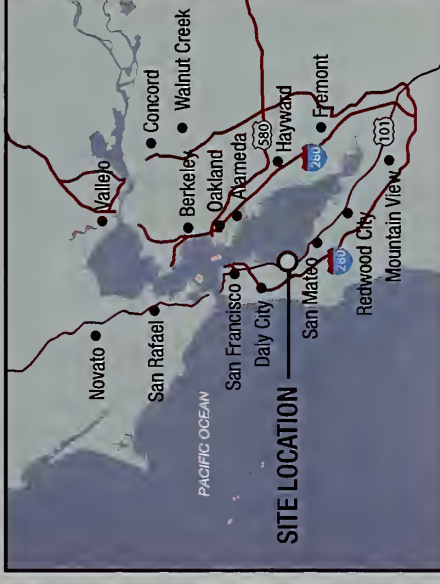 Vallejo
Novato
Concord
San Rafael
Walnut Creek
Berkeley
Oakland
Alameda
PACIFIC OCEAN
San Francisco
580
Daly City
Hayward
SITE LOCATION
260
Fremont
San Mateo
280
101
Redwood City
Mountain View